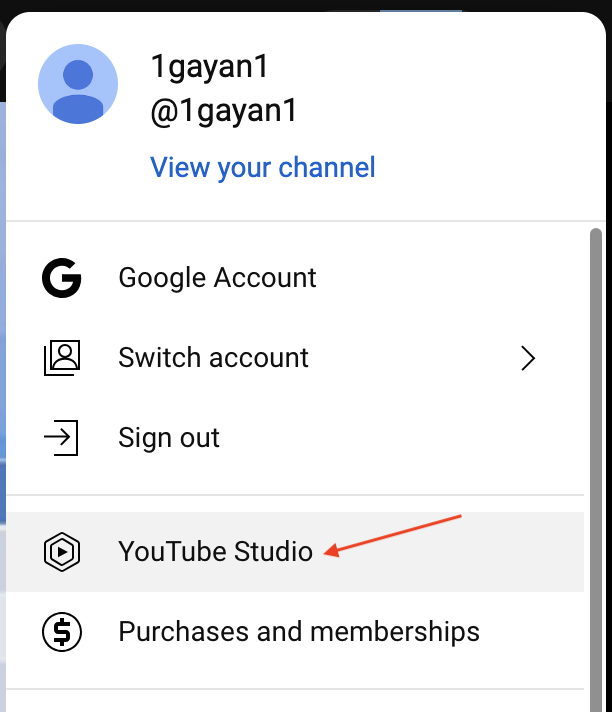 1gayan1
@1gayan1
View your channel
Google Account
Switch account
Sign out
YouTube Studio
Purchases and memberships